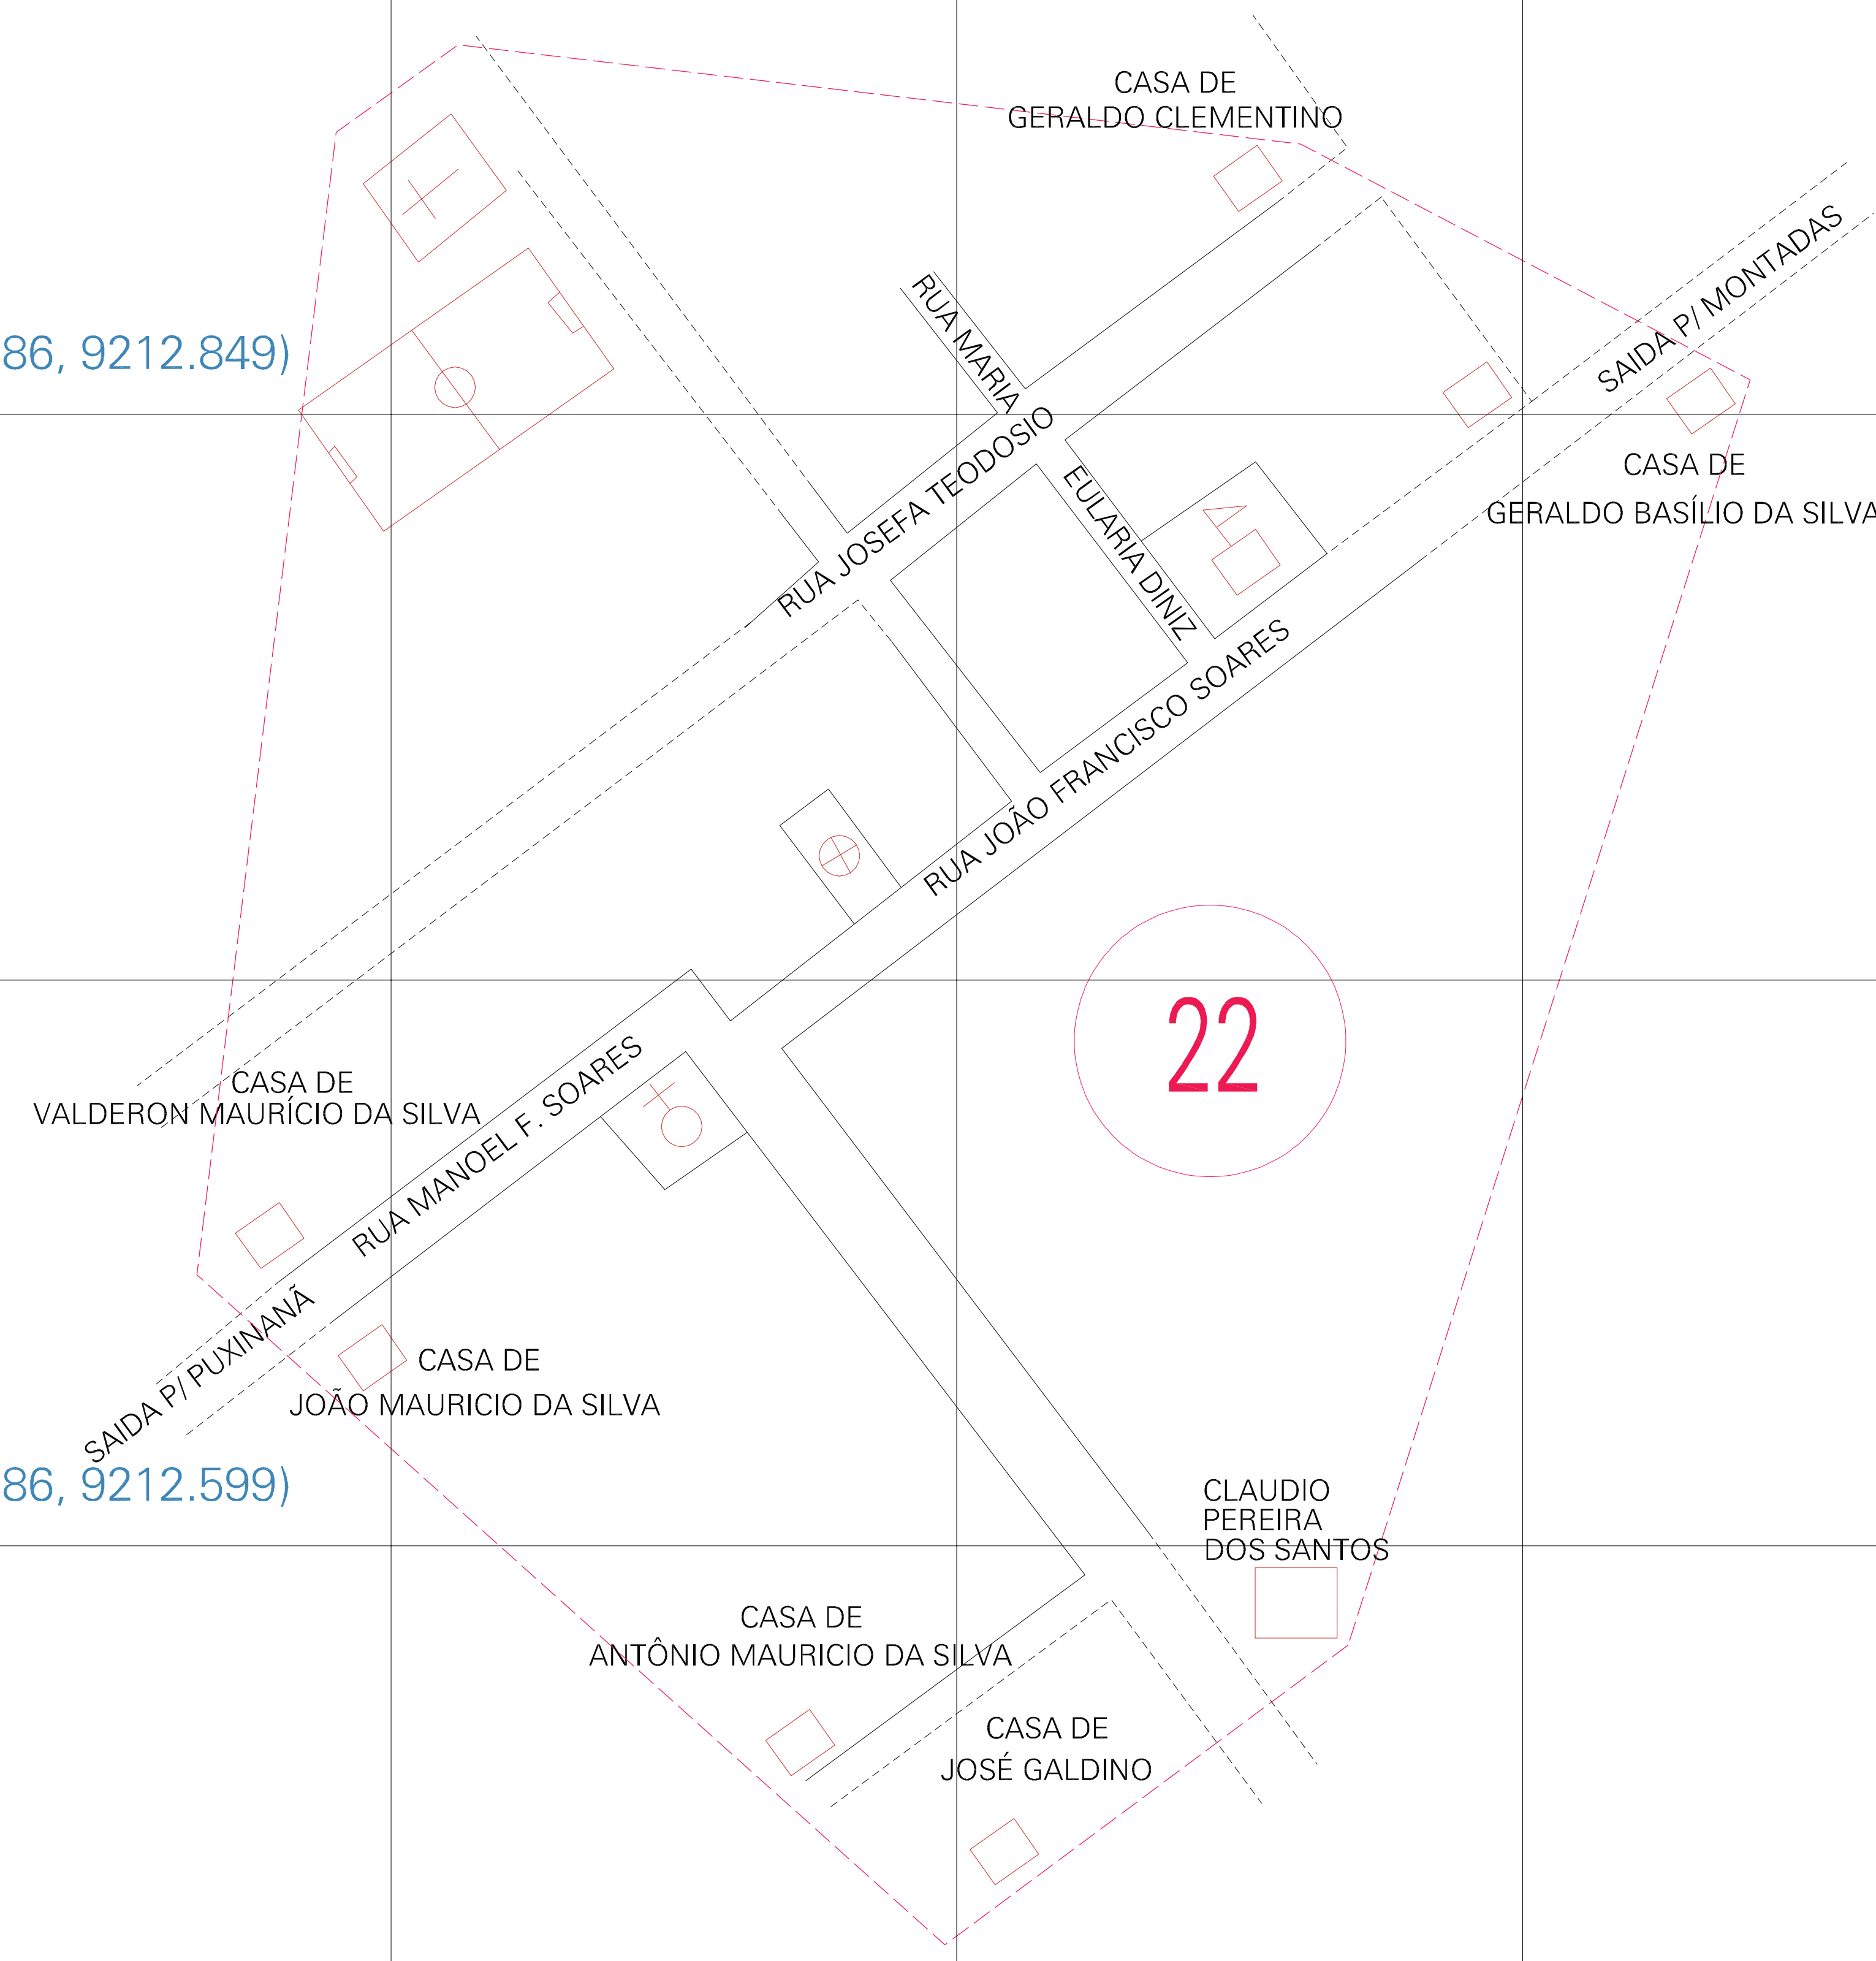 CASA DE
GERALDO CLEMENTINO
SAIDA P/ MONTADAS
RUA MARIA
EULARIA DINIZ
86, 9212.849)
RUA JOSEFA TEODOSIO
CASA DE
GERALDO BASÍLIO DA SILVA
RUA JOÃO FRANCISCO SOARES
22
CASA DE
VALDERON MAURÍCIO DA SILVA
RUA MANOEL F. SOARES
SAIDA P/ PUXINANÃ
CASA DE
JOÃO MAURICIO DA SILVA
86, 9212.599)
CLAUDIO
PEREIRA
DOS SANTOS
CASA DE
ANTÔNIO MAURICIO DA SILVA
CASA DE
JOSÉ GALDINO